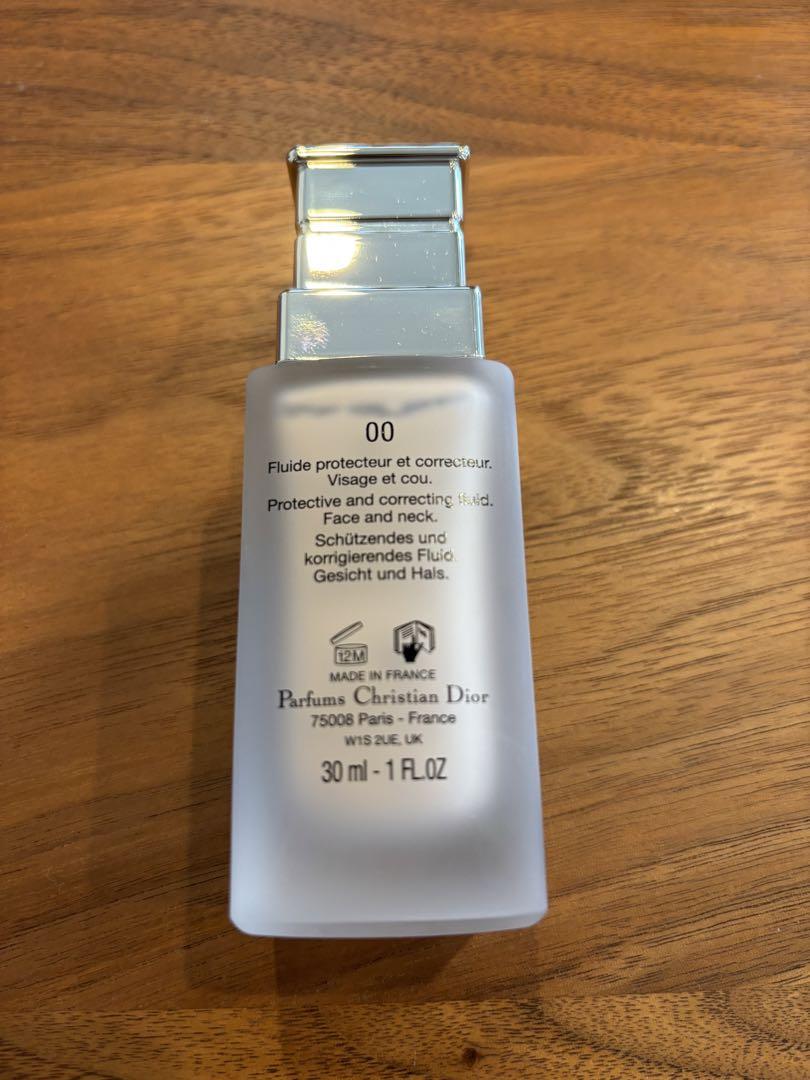 00
Fluide protecteur et correcteur.
Visage et cou.
Protective and correcting fluid.
Face and neck.
Schützendes und
korrigierendes Fluid.
Gesicht und Hals.
12M
MADE IN FRANCE
Parfums Christian Dior
75008 Paris - France
W1S 2UE, UK
30 ml - 1 FL.OZ